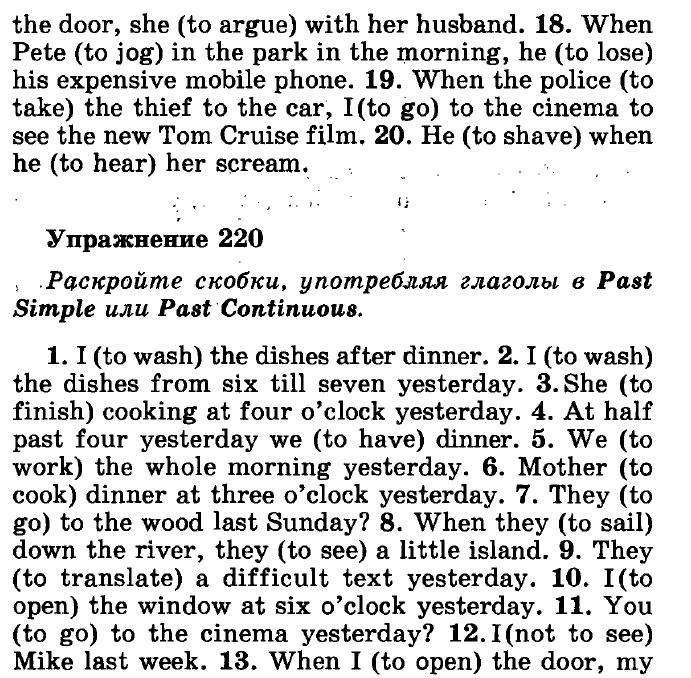 the door, she (to argue) with her husband. 18. When
Pete (to jog) in the park in the morning, he (to lose)
his expensive mobile phone. 19. When the police (to
take) the thief to the car, I (to go) to the cinema to
see the new Tom Cruise film. 20. He (to shave) when
he (to hear) her scream.
Упражнение 220
Раскройте скобки, употребляя глаголы в Past
Simple или Past Continuous.
1. I (to wash) the dishes after dinner. 2. I (to wash)
the dishes from six till seven yesterday. 3. She (to
finish) cooking at four o'clock yesterday. 4. At half
past four yesterday we (to have) dinner. 5. We (to
work) the whole morning yesterday. 6. Mother (to
cook) dinner at three o'clock yesterday. 7. They (to
go) to the wood last Sunday? 8. When they (to sail)
down the river, they (to see) a little island. 9. They
(to translate) a difficult text yesterday. 10. I (to
open) the window at six o'clock yesterday. 11. You
(to go) to the cinema yesterday? 12. I (not to see)
Mike last week. 13. When I (to open) the door, my